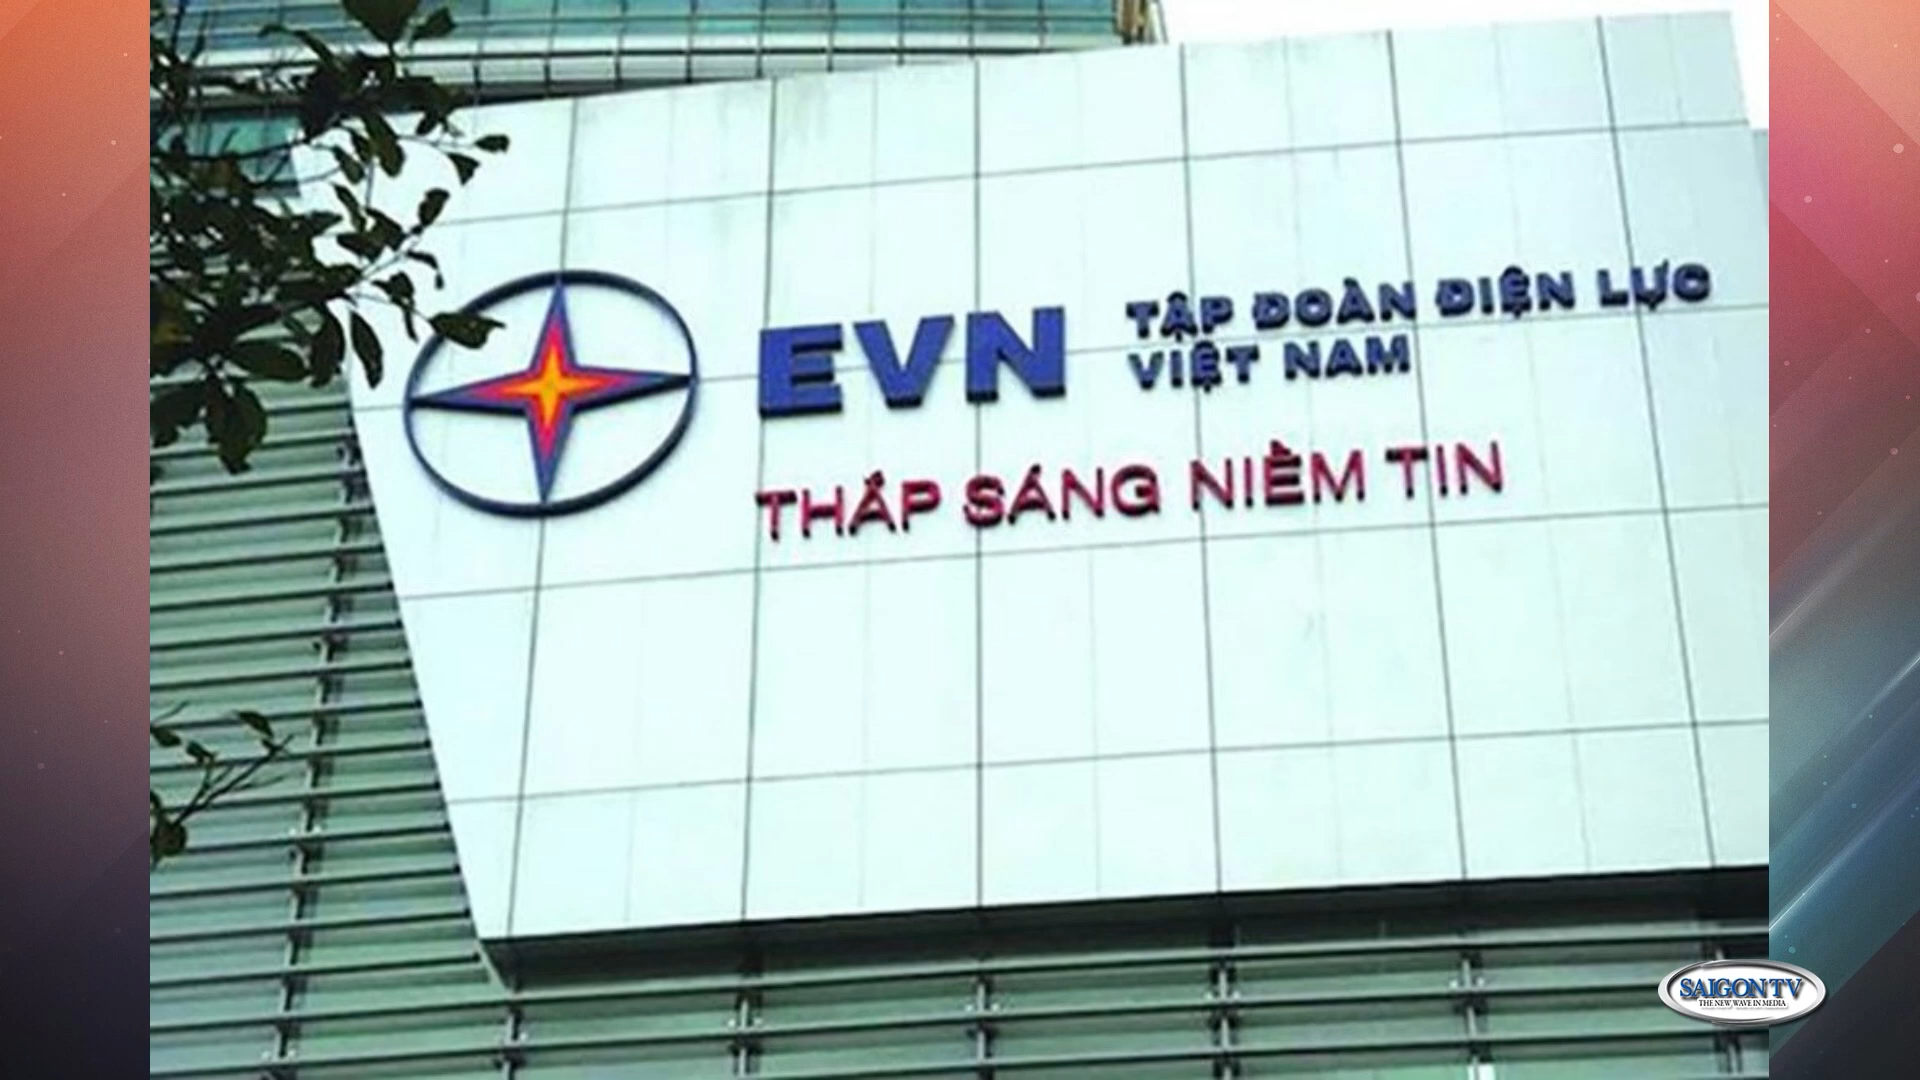 EVN
TẬP ĐOÀN ĐIỆN LỰC
VIỆT NAM
THẮP SÁNG NIỀM TIN
SAIGON TV
THE NEW WAVE IN MEDIA